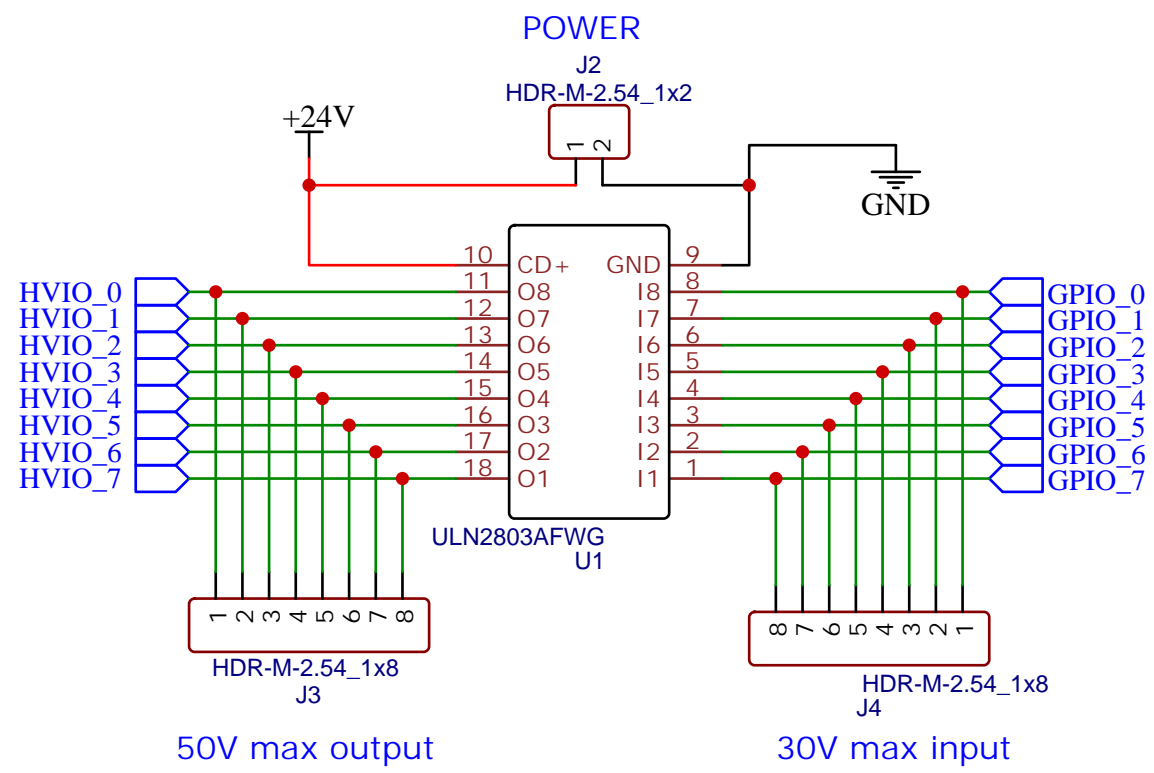 POWER
J2
HDR-M-2.54_1x2
+24V
1
2
GND
10 CD+ GND 9
HVIO_0 11 O8 I8 8 GPIO_0
HVIO_1 12 O7 I7 7 GPIO_1
HVIO_2 13 O6 I6 6 GPIO_2
HVIO_3 14 O5 I5 5 GPIO_3
HVIO_4 15 O4 I4 4 GPIO_4
HVIO_5 16 O3 I3 3 GPIO_5
HVIO_6 17 O2 I2 2 GPIO_6
HVIO_7 18 O1 I1 1 GPIO_7
ULN2803AFWG
U1
1 2 3 4 5 6 7 8
HDR-M-2.54_1x8
J3
8 7 6 5 4 3 2 1
HDR-M-2.54_1x8
J4
50V max output
30V max input